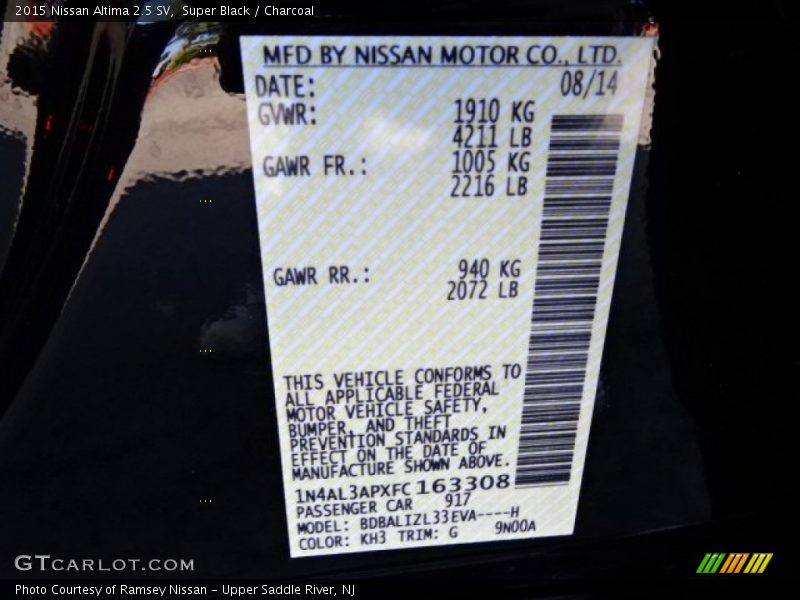 2015 Nissan Altima 2.5 SV, Super Black / Charcoal
MFD BY NISSAN MOTOR CO., LTD.
DATE: 08/14
GVWR: 1910 KG
4211 LB
GAWR FR.: 1005 KG
2216 LB
GAWR RR.: 940 KG
2072 LB
THIS VEHICLE CONFORMS TO
ALL APPLICABLE FEDERAL
MOTOR VEHICLE SAFETY,
BUMPER, AND THEFT
PREVENTION STANDARDS IN
EFFECT ON THE DATE OF
MANUFACTURE SHOWN ABOVE.
1N4AL3APXFC163308
PASSENGER CAR 917
MODEL: BDBALIZL33EVA----H
COLOR: KH3 TRIM: G 9N00A
GTCARLOT.COM
Photo Courtesy of Ramsey Nissan - Upper Saddle River, NJ